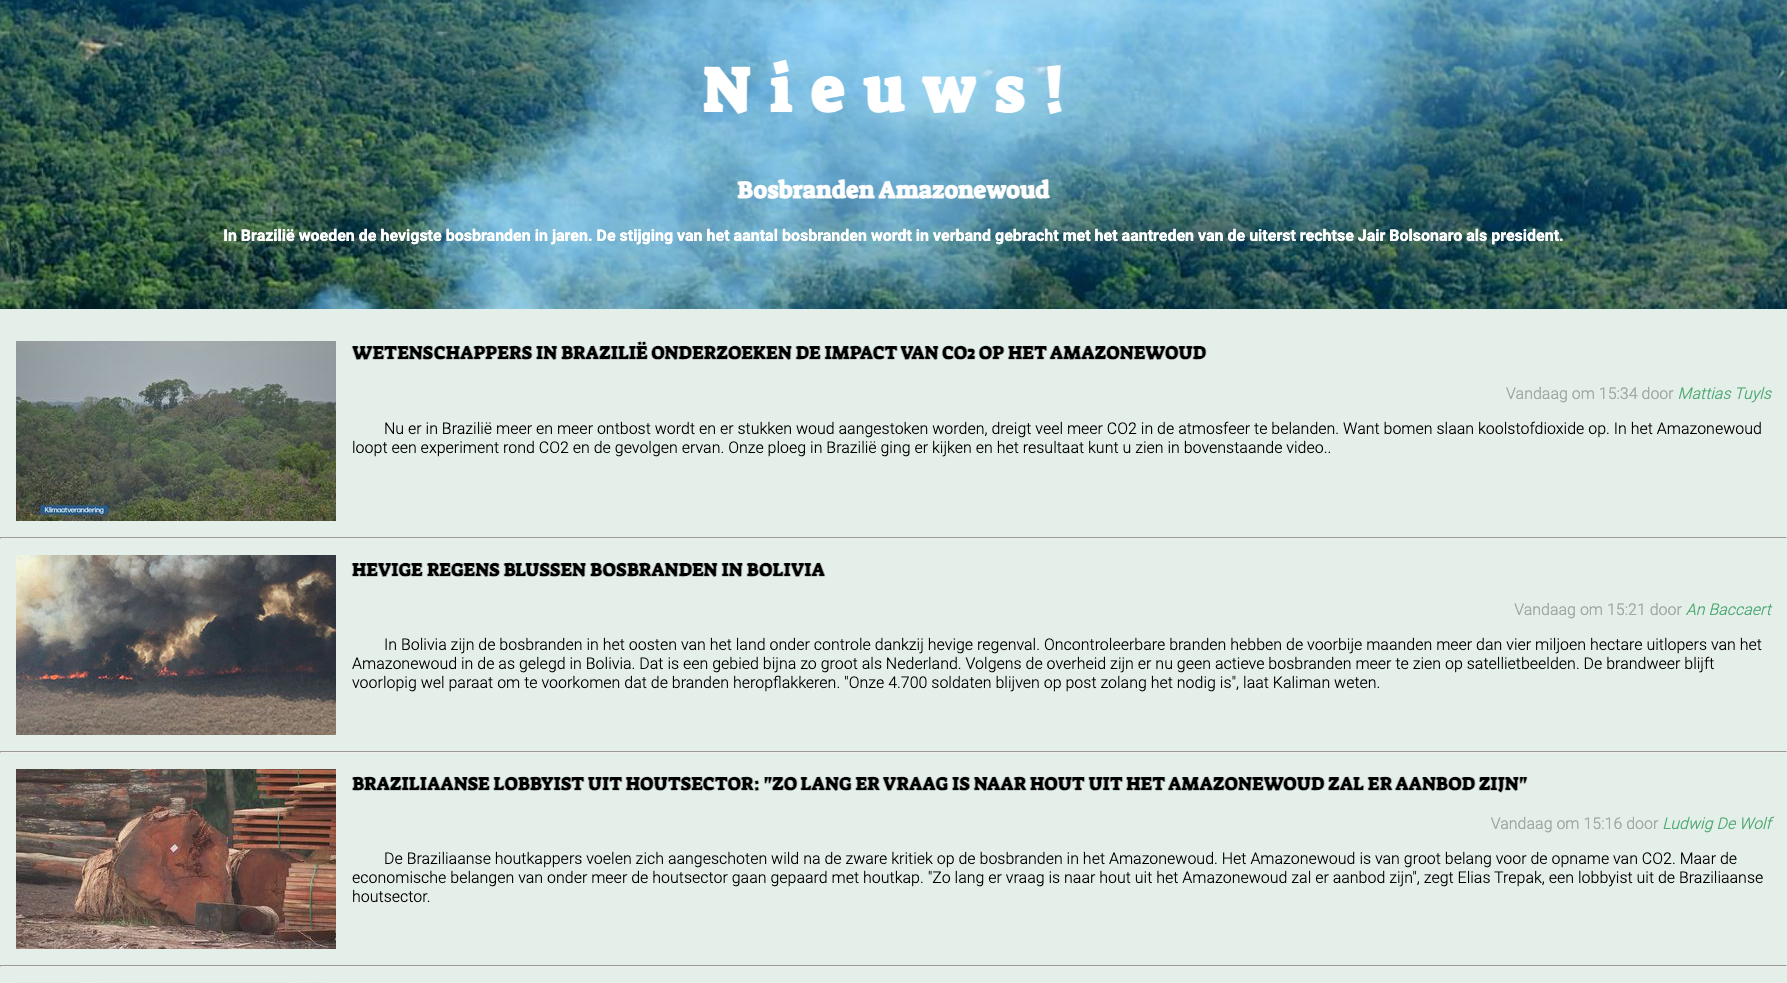 Nieuws!
Bosbranden Amazonewoud
In Brazilië woeden de hevigste bosbranden in jaren. De stijging van het aantal bosbranden wordt in verband gebracht met het aantreden van de uiterst rechtse Jair Bolsonaro als president.
WETENSCHAPPERS IN BRAZILIË ONDERZOEKEN DE IMPACT VAN CO2 OP HET AMAZONEWOUD
Vandaag om 15:34 door Mattias Tuyls
Nu er in Brazilië meer en meer ontbost wordt en er stukken woud aangestoken worden, dreigt veel meer CO2 in de atmosfeer te belanden. Want bomen slaan koolstofdioxide op. In het Amazonewoud
loopt een experiment rond CO2 en de gevolgen ervan. Onze ploeg in Brazilië ging er kijken en het resultaat kunt u zien in bovenstaande video..
Klimaatverandering
HEVIGE REGENS BLUSSEN BOSBRANDEN IN BOLIVIA
Vandaag om 15:21 door An Baccaert
In Bolivia zijn de bosbranden in het oosten van het land onder controle dankzij hevige regenval. Oncontroleerbare branden hebben de voorbije maanden meer dan vier miljoen hectare uitlopers van het
Amazonewoud in de as gelegd in Bolivia. Dat is een gebied bijna zo groot als Nederland. Volgens de overheid zijn er nu geen actieve bosbranden meer te zien op satellietbeelden. De brandweer blijft
voorlopig wel paraat om te voorkomen dat de branden heropflakkeren. "Onze 4.700 soldaten blijven op post zolang het nodig is", laat Kaliman weten.
BRAZILIAANSE LOBBYIST UIT HOUTSECTOR: "ZO LANG ER VRAAG IS NAAR HOUT UIT HET AMAZONEWOUD ZAL ER AANBOD ZIJN"
Vandaag om 15:16 door Ludwig De Wolf
De Braziliaanse houtkappers voelen zich aangeschoten wild na de zware kritiek op de bosbranden in het Amazonewoud. Het Amazonewoud is van groot belang voor de opname van CO2. Maar de
economische belangen van onder meer de houtsector gaan gepaard met houtkap. "Zo lang er vraag is naar hout uit het Amazonewoud zal er aanbod zijn", zegt Elias Trepak, een lobbyist uit de Braziliaanse
houtsector.